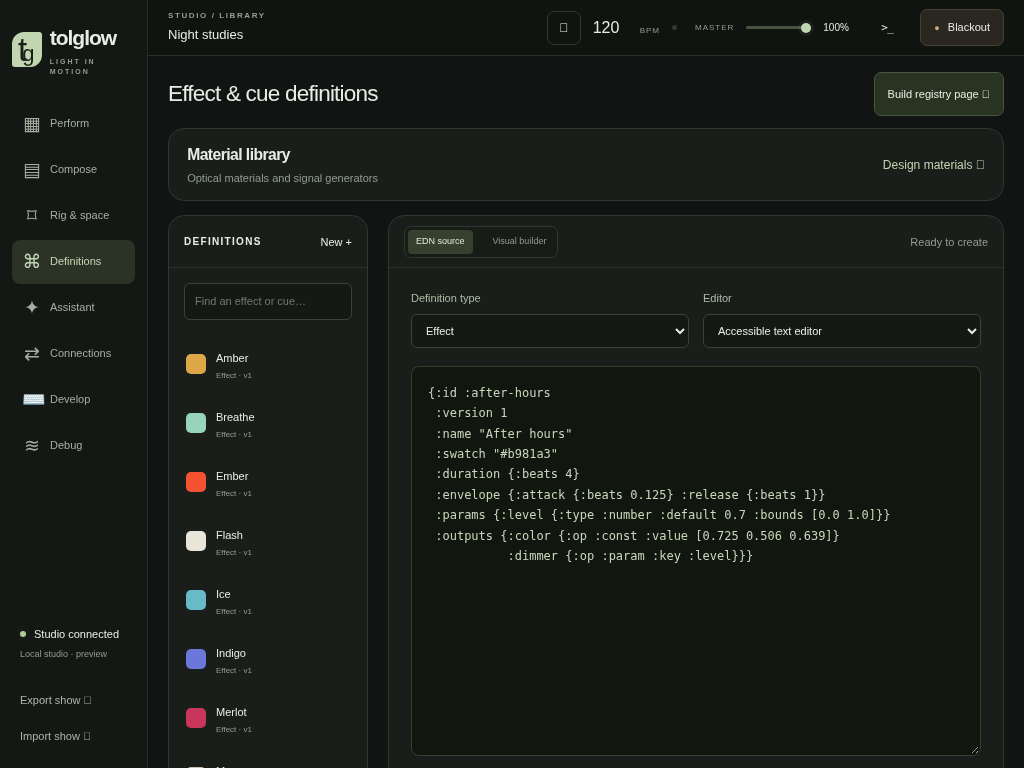 tg
tolglow
LIGHT IN
MOTION
Perform
Compose
Rig & space
Definitions
Assistant
Connections
Develop
Debug
Studio connected
Local studio · preview
Export show
Import show
STUDIO / LIBRARY
Night studies
120 BPM
MASTER 100%
>_
Blackout
Effect & cue definitions
Build registry page
Material library
Optical materials and signal generators
Design materials
DEFINITIONS
New +
Find an effect or cue…
Amber
Effect · v1
Breathe
Effect · v1
Ember
Effect · v1
Flash
Effect · v1
Ice
Effect · v1
Indigo
Effect · v1
Merlot
Effect · v1
EDN source
Visual builder
Ready to create
Definition type
Effect
Editor
Accessible text editor
{:id :after-hours
:version 1
:name "After hours"
:swatch "#b981a3"
:duration {:beats 4}
:envelope {:attack {:beats 0.125} :release {:beats 1}}
:params {:level {:type :number :default 0.7 :bounds [0.0 1.0]}}
:outputs {:color {:op :const :value [0.725 0.506 0.639]}
:dimmer {:op :param :key :level}}}